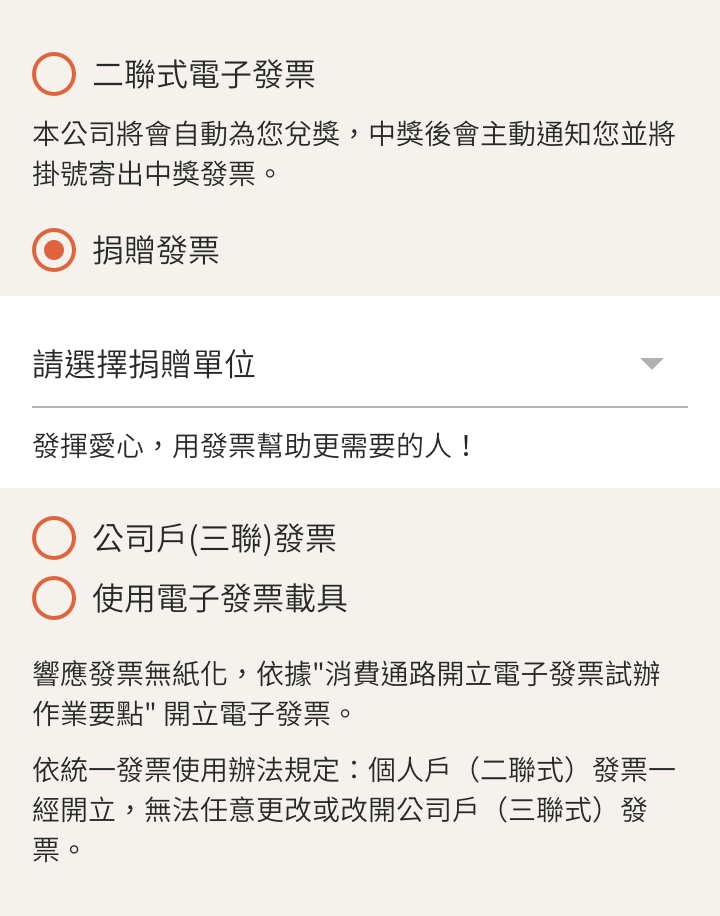 二聯式電子發票
本公司將會自動為您兌獎，中獎後會主動通知您並將
掛號寄出中獎發票。
捐贈發票
請選擇捐贈單位
發揮愛心，用發票幫助更需要的人！
公司戶(三聯)發票
使用電子發票載具
響應發票無紙化，依據"消費通路開立電子發票試辦
作業要點" 開立電子發票。
依統一發票使用辦法規定：個人戶（二聯式）發票一
經開立，無法任意更改或改開公司戶（三聯式）發
票。